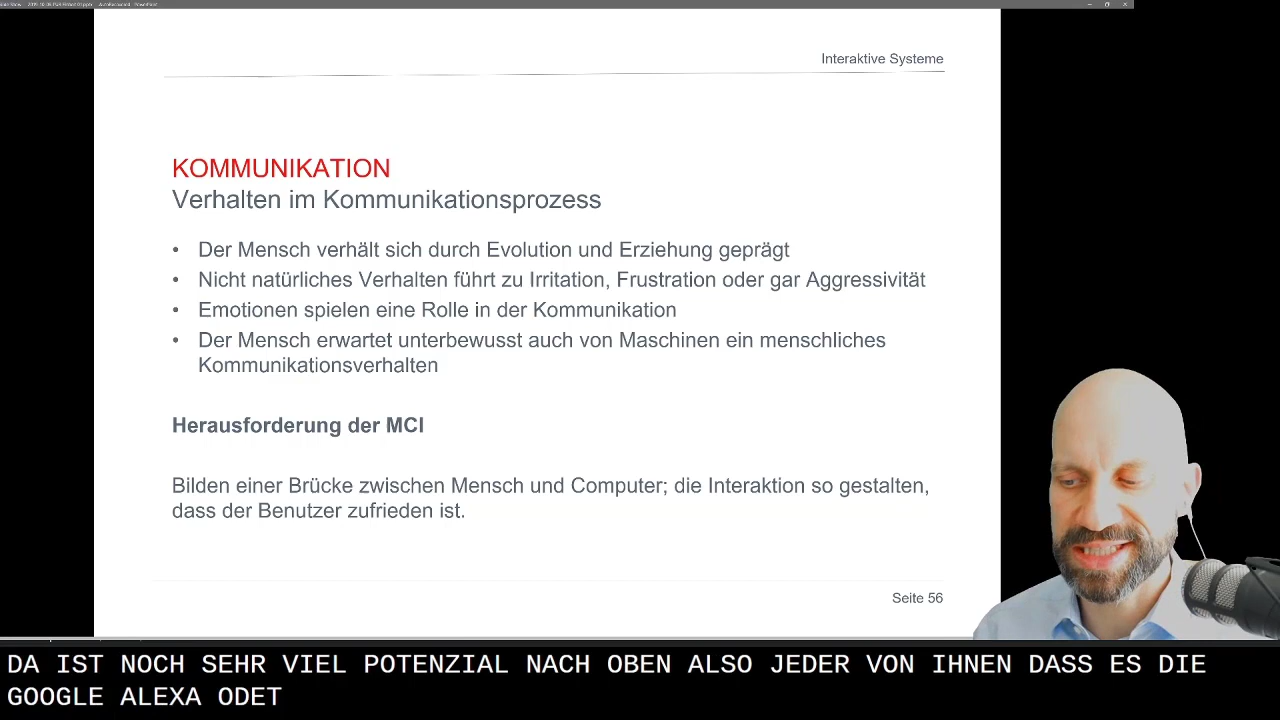 Interaktive Systeme
KOMMUNIKATION
Verhalten im Kommunikationsprozess
• Der Mensch verhält sich durch Evolution und Erziehung geprägt
• Nicht natürliches Verhalten führt zu Irritation, Frustration oder gar Aggressivität
• Emotionen spielen eine Rolle in der Kommunikation
• Der Mensch erwartet unterbewusst auch von Maschinen ein menschliches
Kommunikationsverhalten
Herausforderung der MCI
Bilden einer Brücke zwischen Mensch und Computer; die Interaktion so gestalten,
dass der Benutzer zufrieden ist.
Seite 56
DA IST NOCH SEHR VIEL POTENZIAL NACH OBEN ALSO JEDER VON IHNEN DASS ES DIE
GOOGLE ALEXA ODET